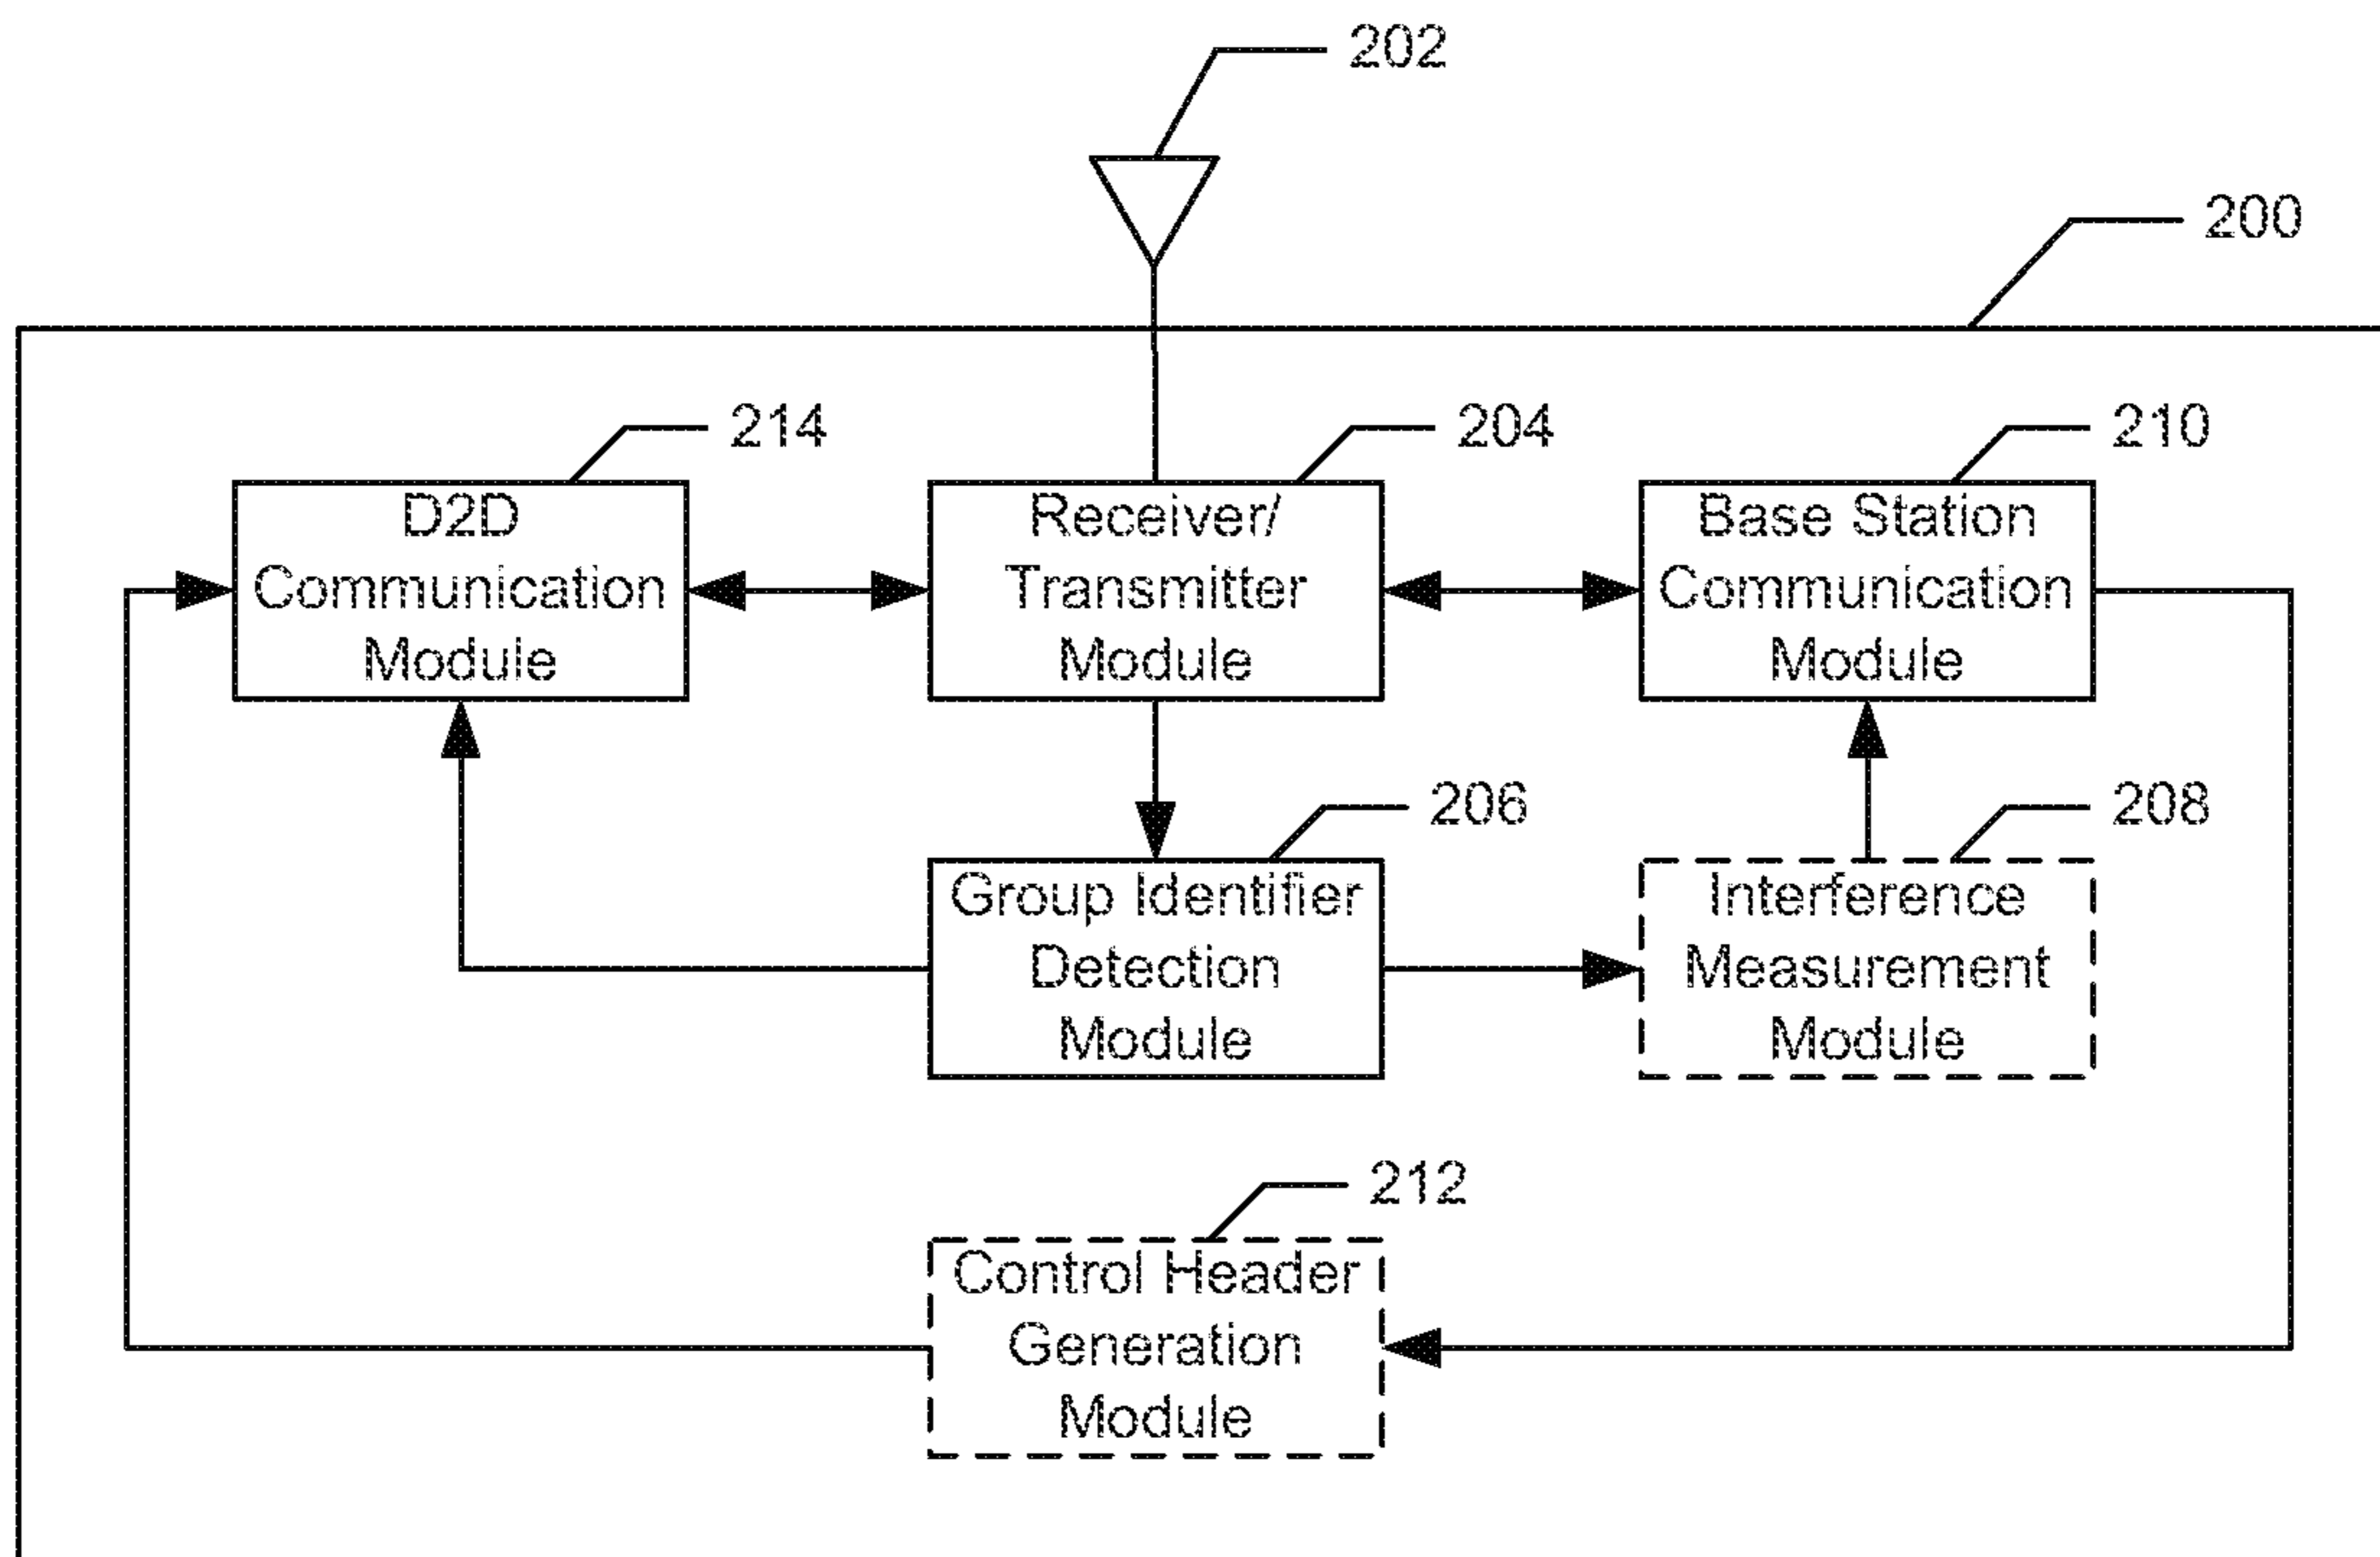 202
200
214
204
210
D2D
Communication
Module
Receiver/
Transmitter
Module
Base Station
Communication
Module
206
208
Group Identifier
Detection
Module
Interference
Measurement
Module
212
Control Header
Generation
Module